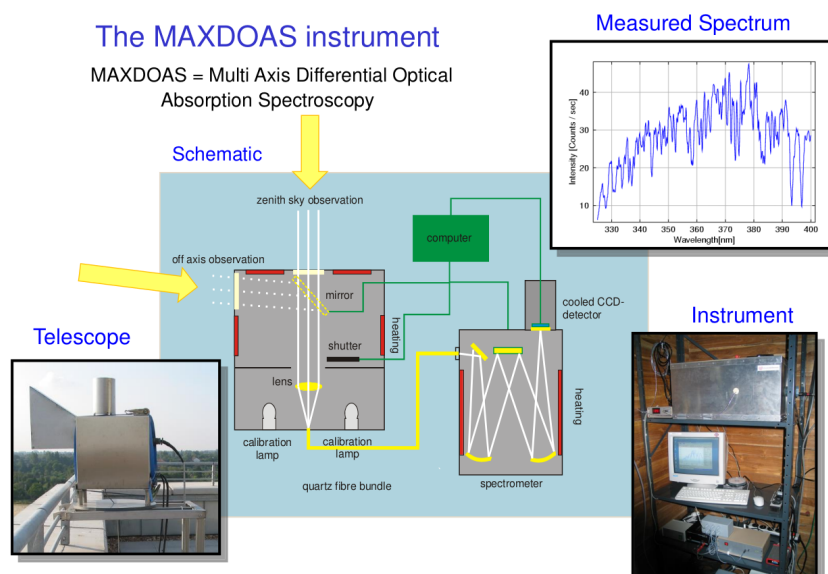 The MAXDOAS instrument
MAXDOAS = Multi Axis Differential Optical
Absorption Spectroscopy
Measured Spectrum
Intensity [Counts / sec]
40
30
20
10
330
340
350
360
370
380
390
400
Wavelength[nm]
Schematic
zenith sky observation
off axis observation
computer
mirror
cooled CCD-
detector
heating
shutter
lens
heating
calibration
lamp
calibration
lamp
quartz fibre bundle
spectrometer
Telescope
Instrument